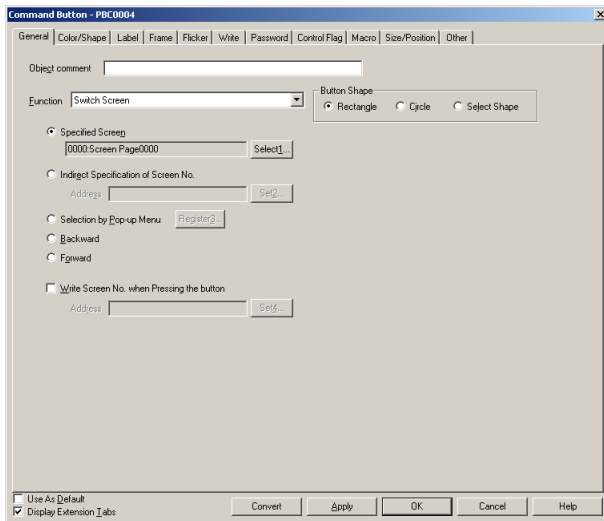 Command Button - PBC0004
General Color/Shape Label Frame Flicker Write Password Control Flag Macro Size/Position Other
Object comment
Function Switch Screen
Button Shape
Rectangle Circle Select Shape
Specified Screen
0000:Screen Page0000 Select1...
Indirect Specification of Screen No.
Address Set2...
Selection by Pop-up Menu Register3...
Backward
Forward
Write Screen No. when Pressing the button
Address Set4...
Use As Default
Display Extension Tabs
Convert Apply OK Cancel Help